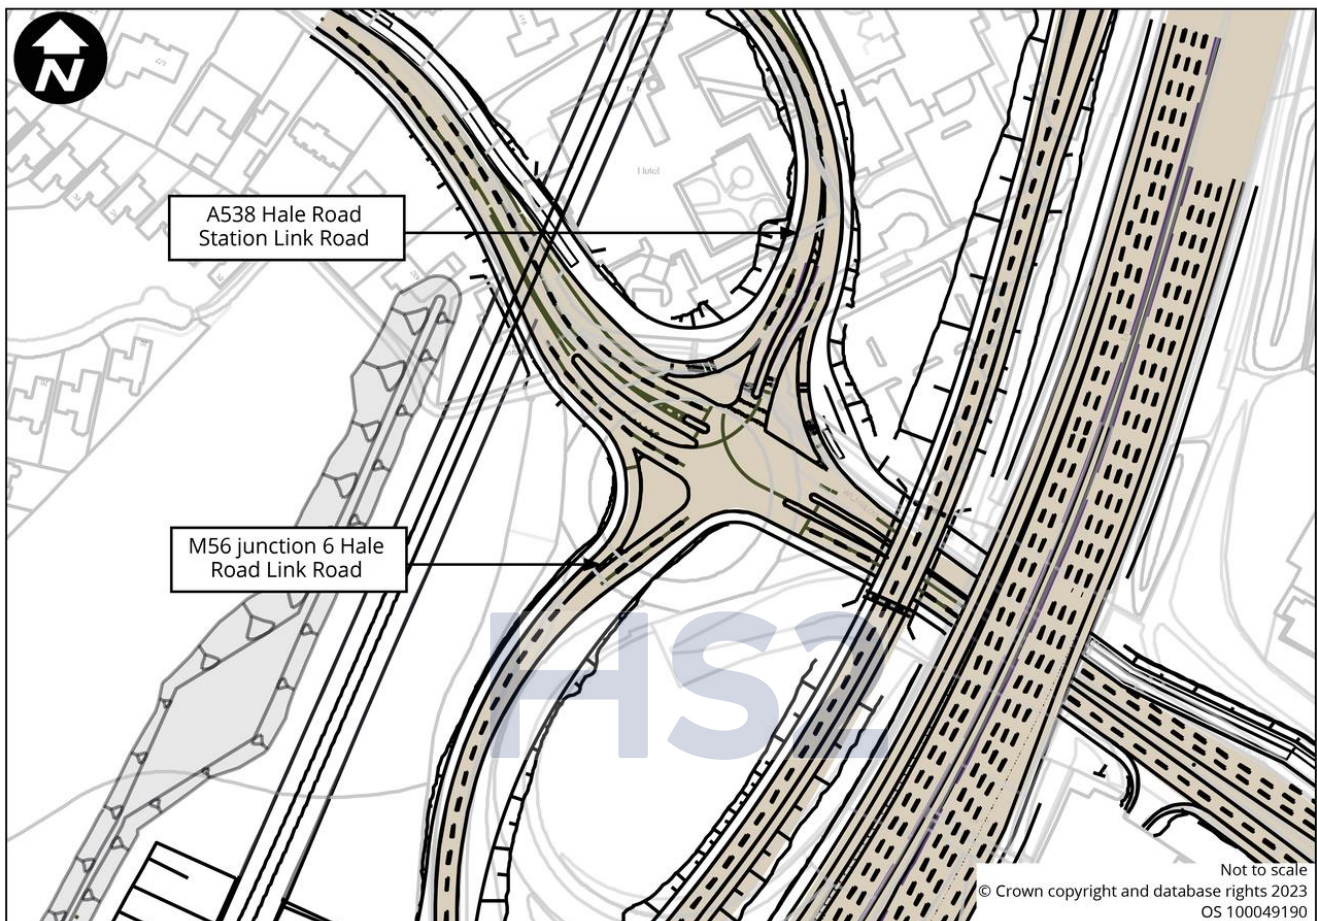 N
Hotel
A538 Hale Road
Station Link Road
M56 junction 6 Hale
Road Link Road
HS2
Not to scale
© Crown copyright and database rights 2023
OS 100049190